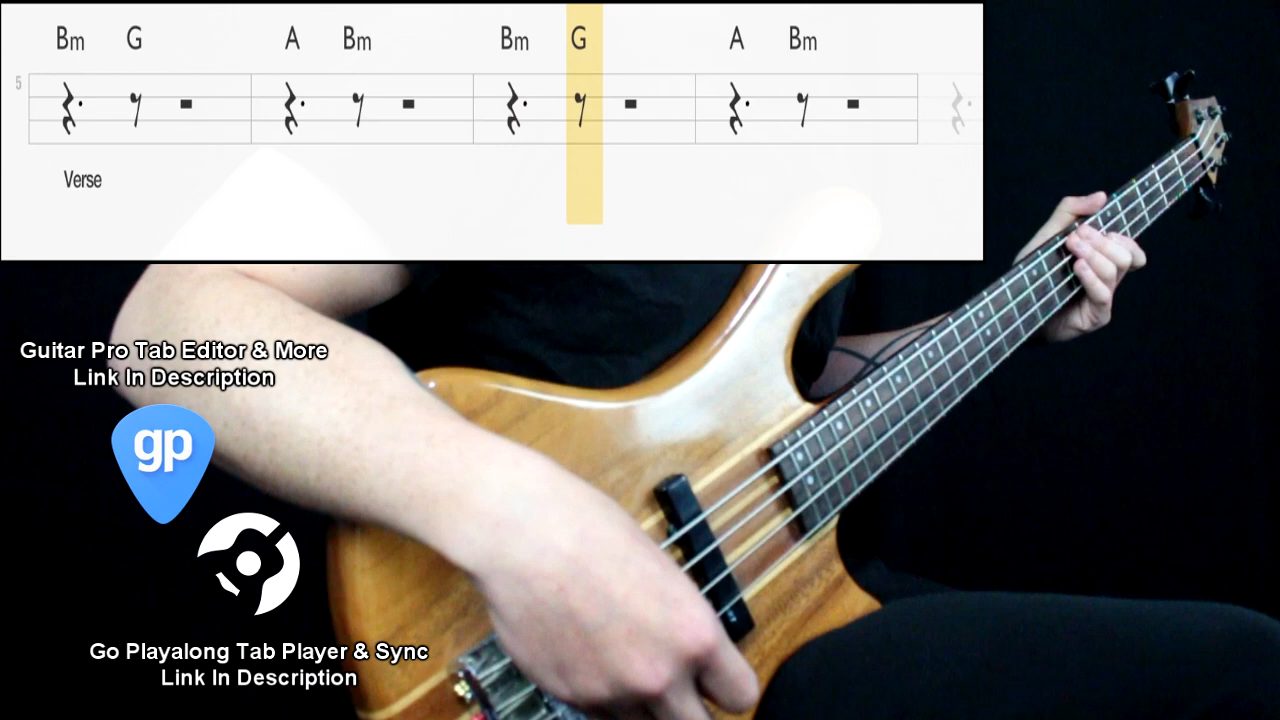 Bm G A Bm Bm G A Bm
5
Verse
Guitar Pro Tab Editor & More
Link In Description
gp
Go Playalong Tab Player & Sync
Link In Description